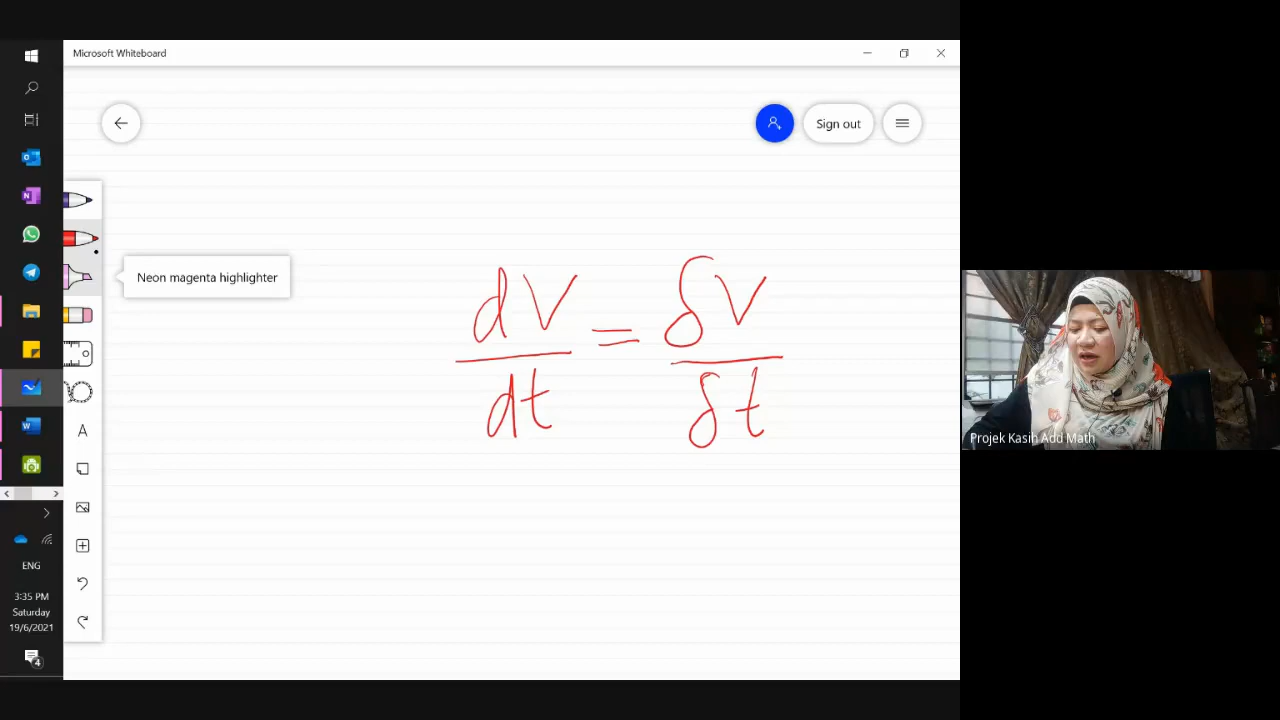 Microsoft Whiteboard
Sign out
Neon magenta highlighter
dV/dt = δV/δt
Projek Kasih Add Math
A
ENG
3:35 PM
Saturday
19/6/2021
4